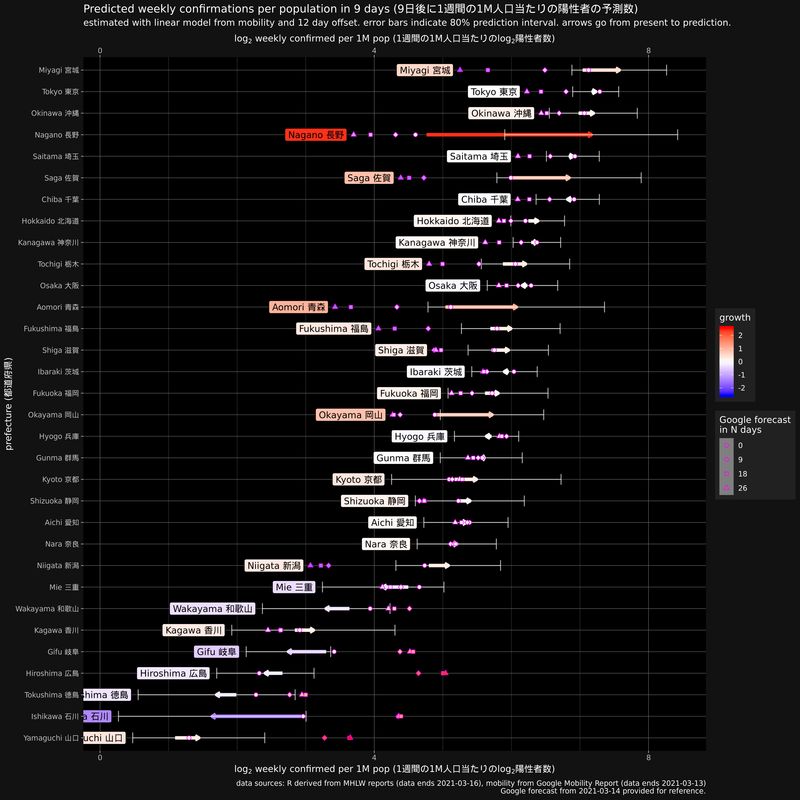 Predicted weekly confirmations per population in 9 days (9日後に1週間の1M人口当たりの陽性者の予測数)
estimated with linear model from mobility and 12 day offset. error bars indicate 80% prediction interval. arrows go from present to prediction.
log₂ weekly confirmed per 1M pop (1週間の1M人口当たりのlog₂陽性者数)
0 4 8
Miyagi 宮城 Miyagi 宮城
Tokyo 東京 Tokyo 東京
Okinawa 沖縄 Okinawa 沖縄
Nagano 長野 Nagano 長野
Saitama 埼玉 Saitama 埼玉
Saga 佐賀 Saga 佐賀
Chiba 千葉 Chiba 千葉
Hokkaido 北海道 Hokkaido 北海道
Kanagawa 神奈川 Kanagawa 神奈川
Tochigi 栃木 Tochigi 栃木
Osaka 大阪 Osaka 大阪
Aomori 青森 Aomori 青森
Fukushima 福島 Fukushima 福島
Shiga 滋賀 Shiga 滋賀
Ibaraki 茨城 Ibaraki 茨城
Fukuoka 福岡 Fukuoka 福岡
Okayama 岡山 Okayama 岡山
Hyogo 兵庫 Hyogo 兵庫
Gunma 群馬 Gunma 群馬
Kyoto 京都 Kyoto 京都
Shizuoka 静岡 Shizuoka 静岡
Aichi 愛知 Aichi 愛知
Nara 奈良 Nara 奈良
Niigata 新潟 Niigata 新潟
Mie 三重 Mie 三重
Wakayama 和歌山 Wakayama 和歌山
Kagawa 香川 Kagawa 香川
Gifu 岐阜 Gifu 岐阜
Hiroshima 広島 Hiroshima 広島
Tokushima 徳島 hima 徳島
Ishikawa 石川 a 石川
Yamaguchi 山口 uchi 山口
0 4 8
log₂ weekly confirmed per 1M pop (1週間の1M人口当たりのlog₂陽性者数)
prefecture (都道府県)
growth
2
1
0
-1
-2
Google forecast
in N days
0
9
18
26
data sources: R derived from MHLW reports (data ends 2021-03-16), mobility from Google Mobility Report (data ends 2021-03-13)
Google forecast from 2021-03-14 provided for reference.